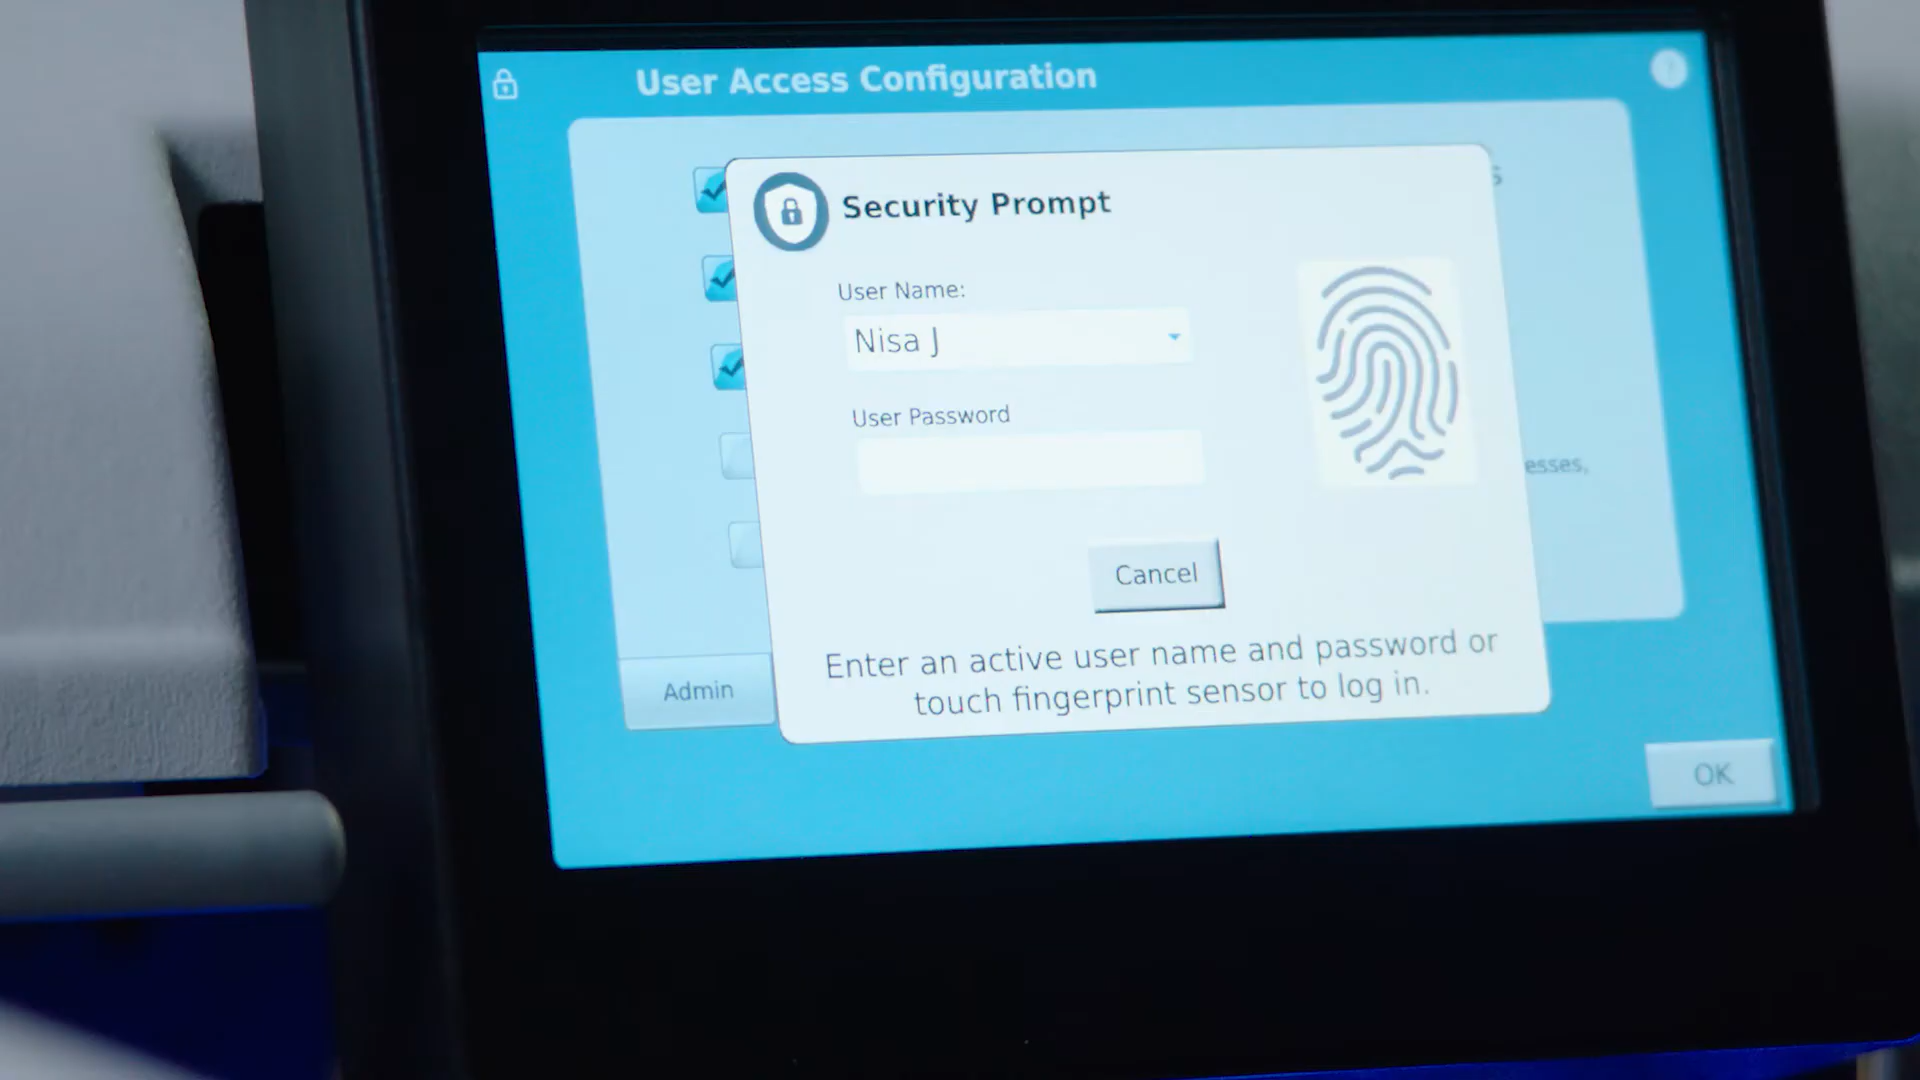 User Access Configuration
Security Prompt
User Name:
Nisa J
User Password
esses,
Cancel
Enter an active user name and password or
touch fingerprint sensor to log in.
Admin
OK